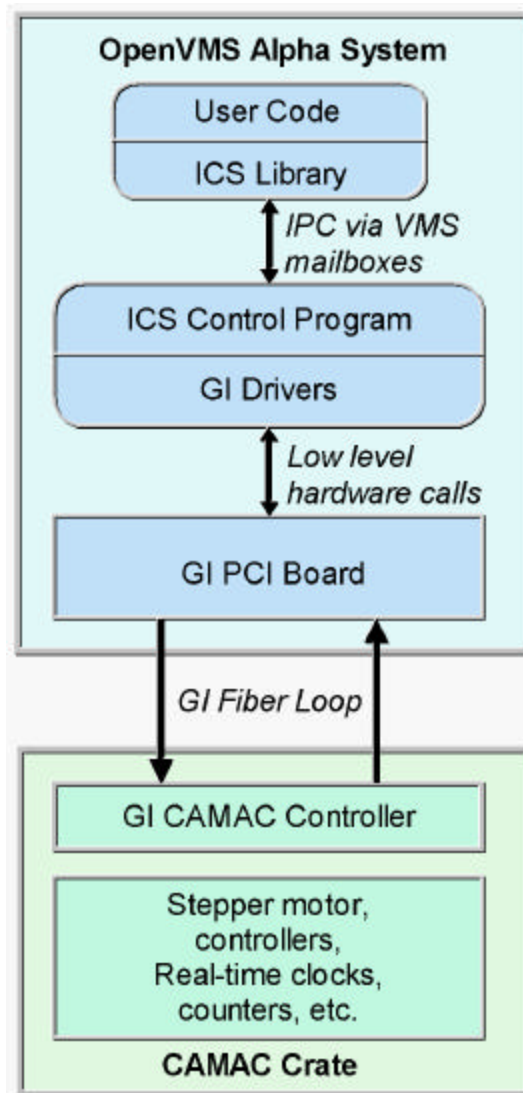 OpenVMS Alpha System
User Code
ICS Library
IPC via VMS
mailboxes
ICS Control Program
GI Drivers
Low level
hardware calls
GI PCI Board
GI Fiber Loop
GI CAMAC Controller
Stepper motor,
controllers,
Real-time clocks,
counters, etc.
CAMAC Crate